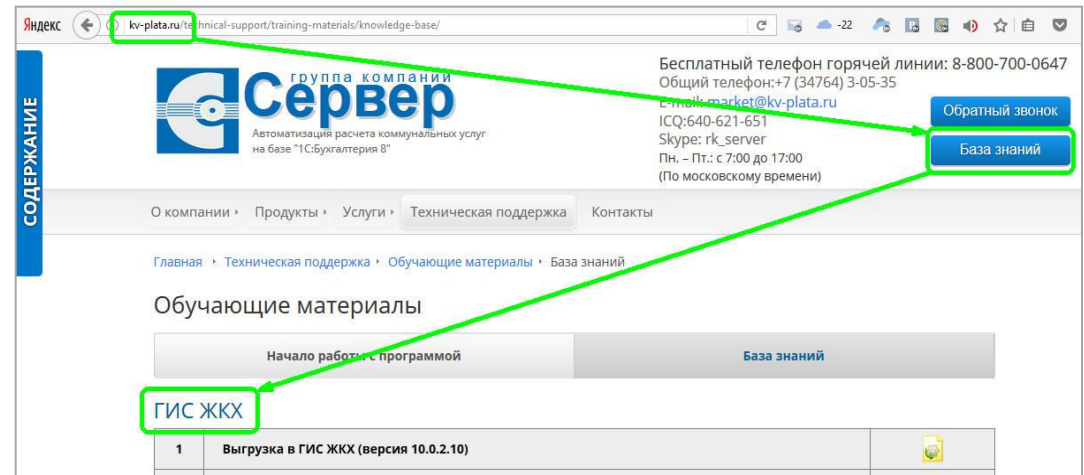 Яндекс
kv-plata.ru/technical-support/training-materials/knowledge-base/
-22
СОДЕРЖАНИЕ
группа компаний
Сервер
Автоматизация расчета коммунальных услуг
на базе "1С:Бухгалтерия 8"
Бесплатный телефон горячей линии: 8-800-700-0647
Общий телефон:+7 (34764) 3-05-35
E-mail: market@kv-plata.ru
ICQ:640-621-651
Skype: rk_server
Пн. – Пт.: с 7:00 до 17:00
(По московскому времени)
Обратный звонок
База знаний
О компании
Продукты
Услуги
Техническая поддержка
Контакты
Главная
Техническая поддержка
Обучающие материалы
База знаний
Обучающие материалы
Начало работы с программой
База знаний
ГИС ЖКХ
1
Выгрузка в ГИС ЖКХ (версия 10.0.2.10)